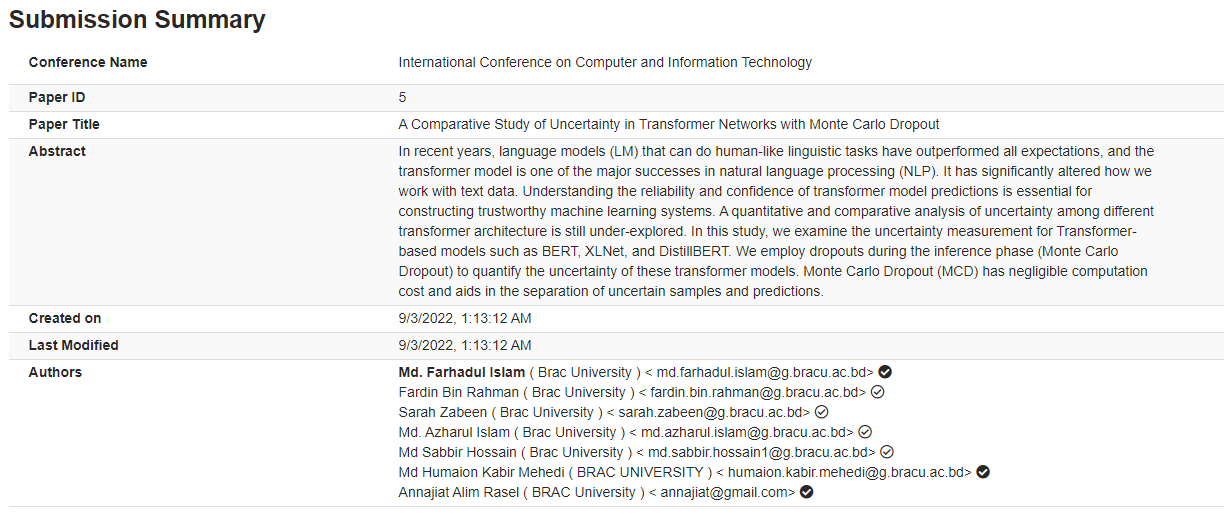 Submission Summary
Conference Name International Conference on Computer and Information Technology
Paper ID 5
Paper Title A Comparative Study of Uncertainty in Transformer Networks with Monte Carlo Dropout
Abstract In recent years, language models (LM) that can do human-like linguistic tasks have outperformed all expectations, and the
transformer model is one of the major successes in natural language processing (NLP). It has significantly altered how we
work with text data. Understanding the reliability and confidence of transformer model predictions is essential for
constructing trustworthy machine learning systems. A quantitative and comparative analysis of uncertainty among different
transformer architecture is still under-explored. In this study, we examine the uncertainty measurement for Transformer-
based models such as BERT, XLNet, and DistillBERT. We employ dropouts during the inference phase (Monte Carlo
Dropout) to quantify the uncertainty of these transformer models. Monte Carlo Dropout (MCD) has negligible computation
cost and aids in the separation of uncertain samples and predictions.
Created on 9/3/2022, 1:13:12 AM
Last Modified 9/3/2022, 1:13:12 AM
Authors Md. Farhadul Islam ( Brac University ) < md.farhadul.islam@g.bracu.ac.bd>
Fardin Bin Rahman ( Brac University ) < fardin.bin.rahman@g.bracu.ac.bd>
Sarah Zabeen ( Brac University ) < sarah.zabeen@g.bracu.ac.bd>
Md. Azharul Islam ( Brac University ) < md.azharul.islam@g.bracu.ac.bd>
Md Sabbir Hossain ( Brac University ) < md.sabbir.hossain1@g.bracu.ac.bd>
Md Humaion Kabir Mehedi ( BRAC UNIVERSITY ) < humaion.kabir.mehedi@g.bracu.ac.bd>
Annajiat Alim Rasel ( BRAC University ) < annajiat@gmail.com>